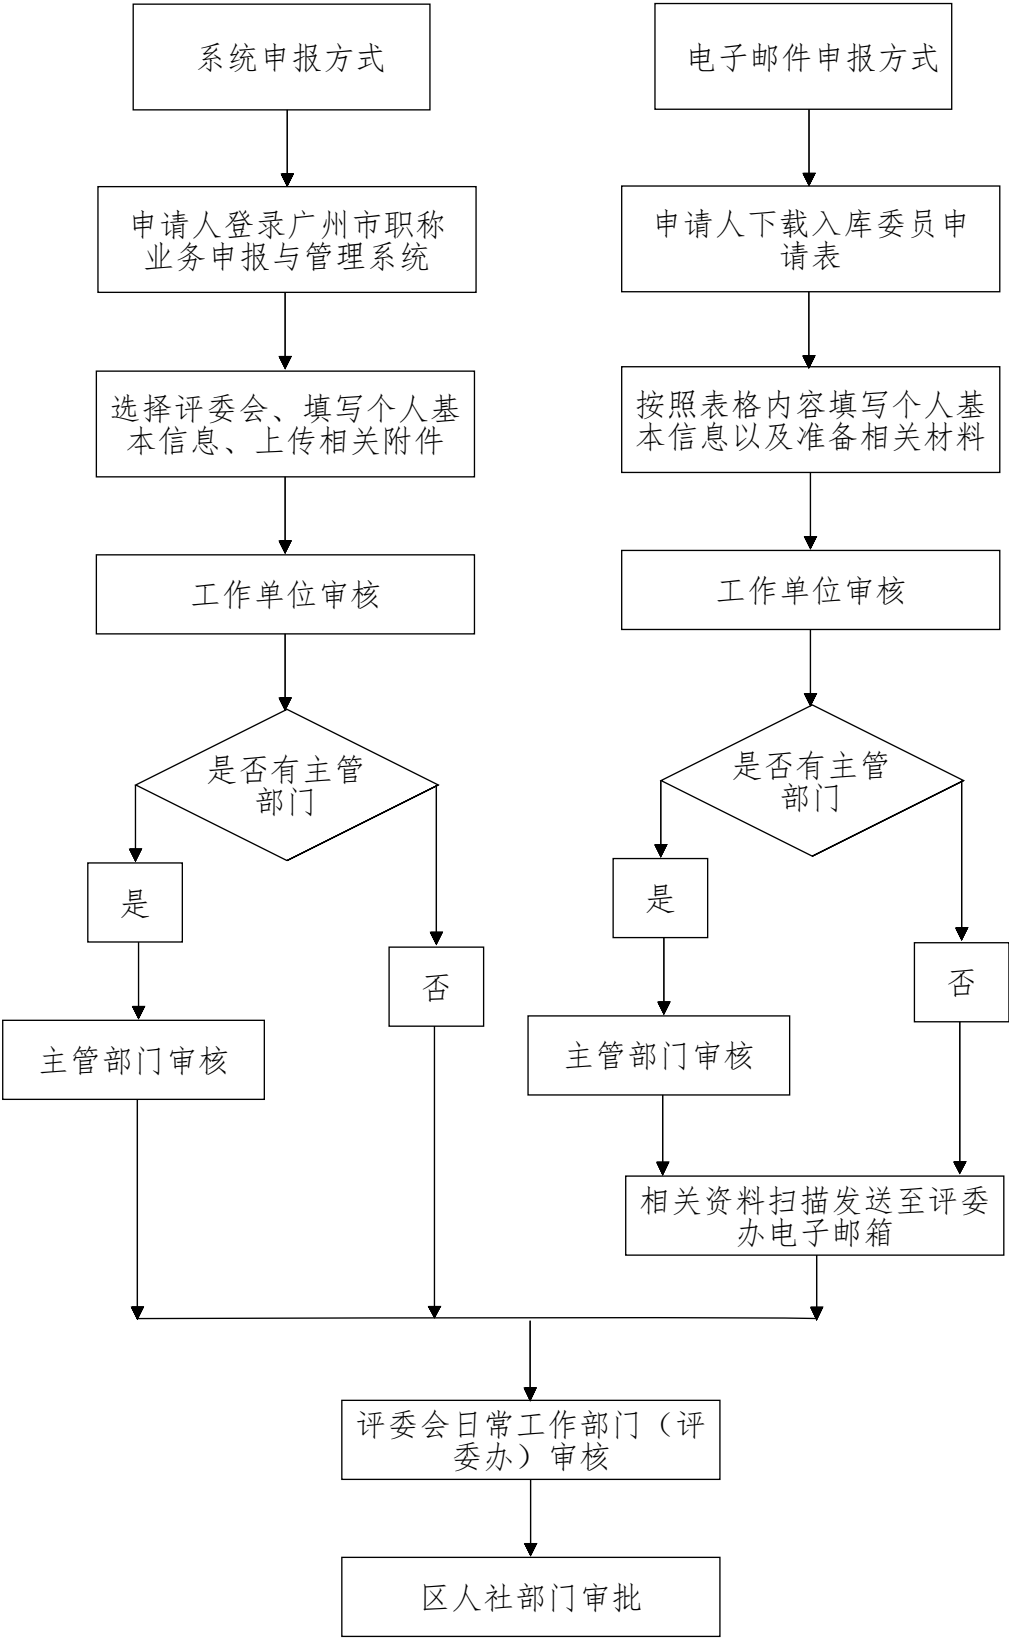 系统申报方式
电子邮件申报方式
申请人登录广州市职称
业务申报与管理系统
申请人下载入库委员申
请表
选择评委会、填写个人基
本信息、上传相关附件
按照表格内容填写个人基
本信息以及准备相关材料
工作单位审核
工作单位审核
是否有主管
部门
是否有主管
部门
是
否
是
否
主管部门审核
主管部门审核
相关资料扫描发送至评委
办电子邮箱
评委会日常工作部门（评
委办）审核
区人社部门审批